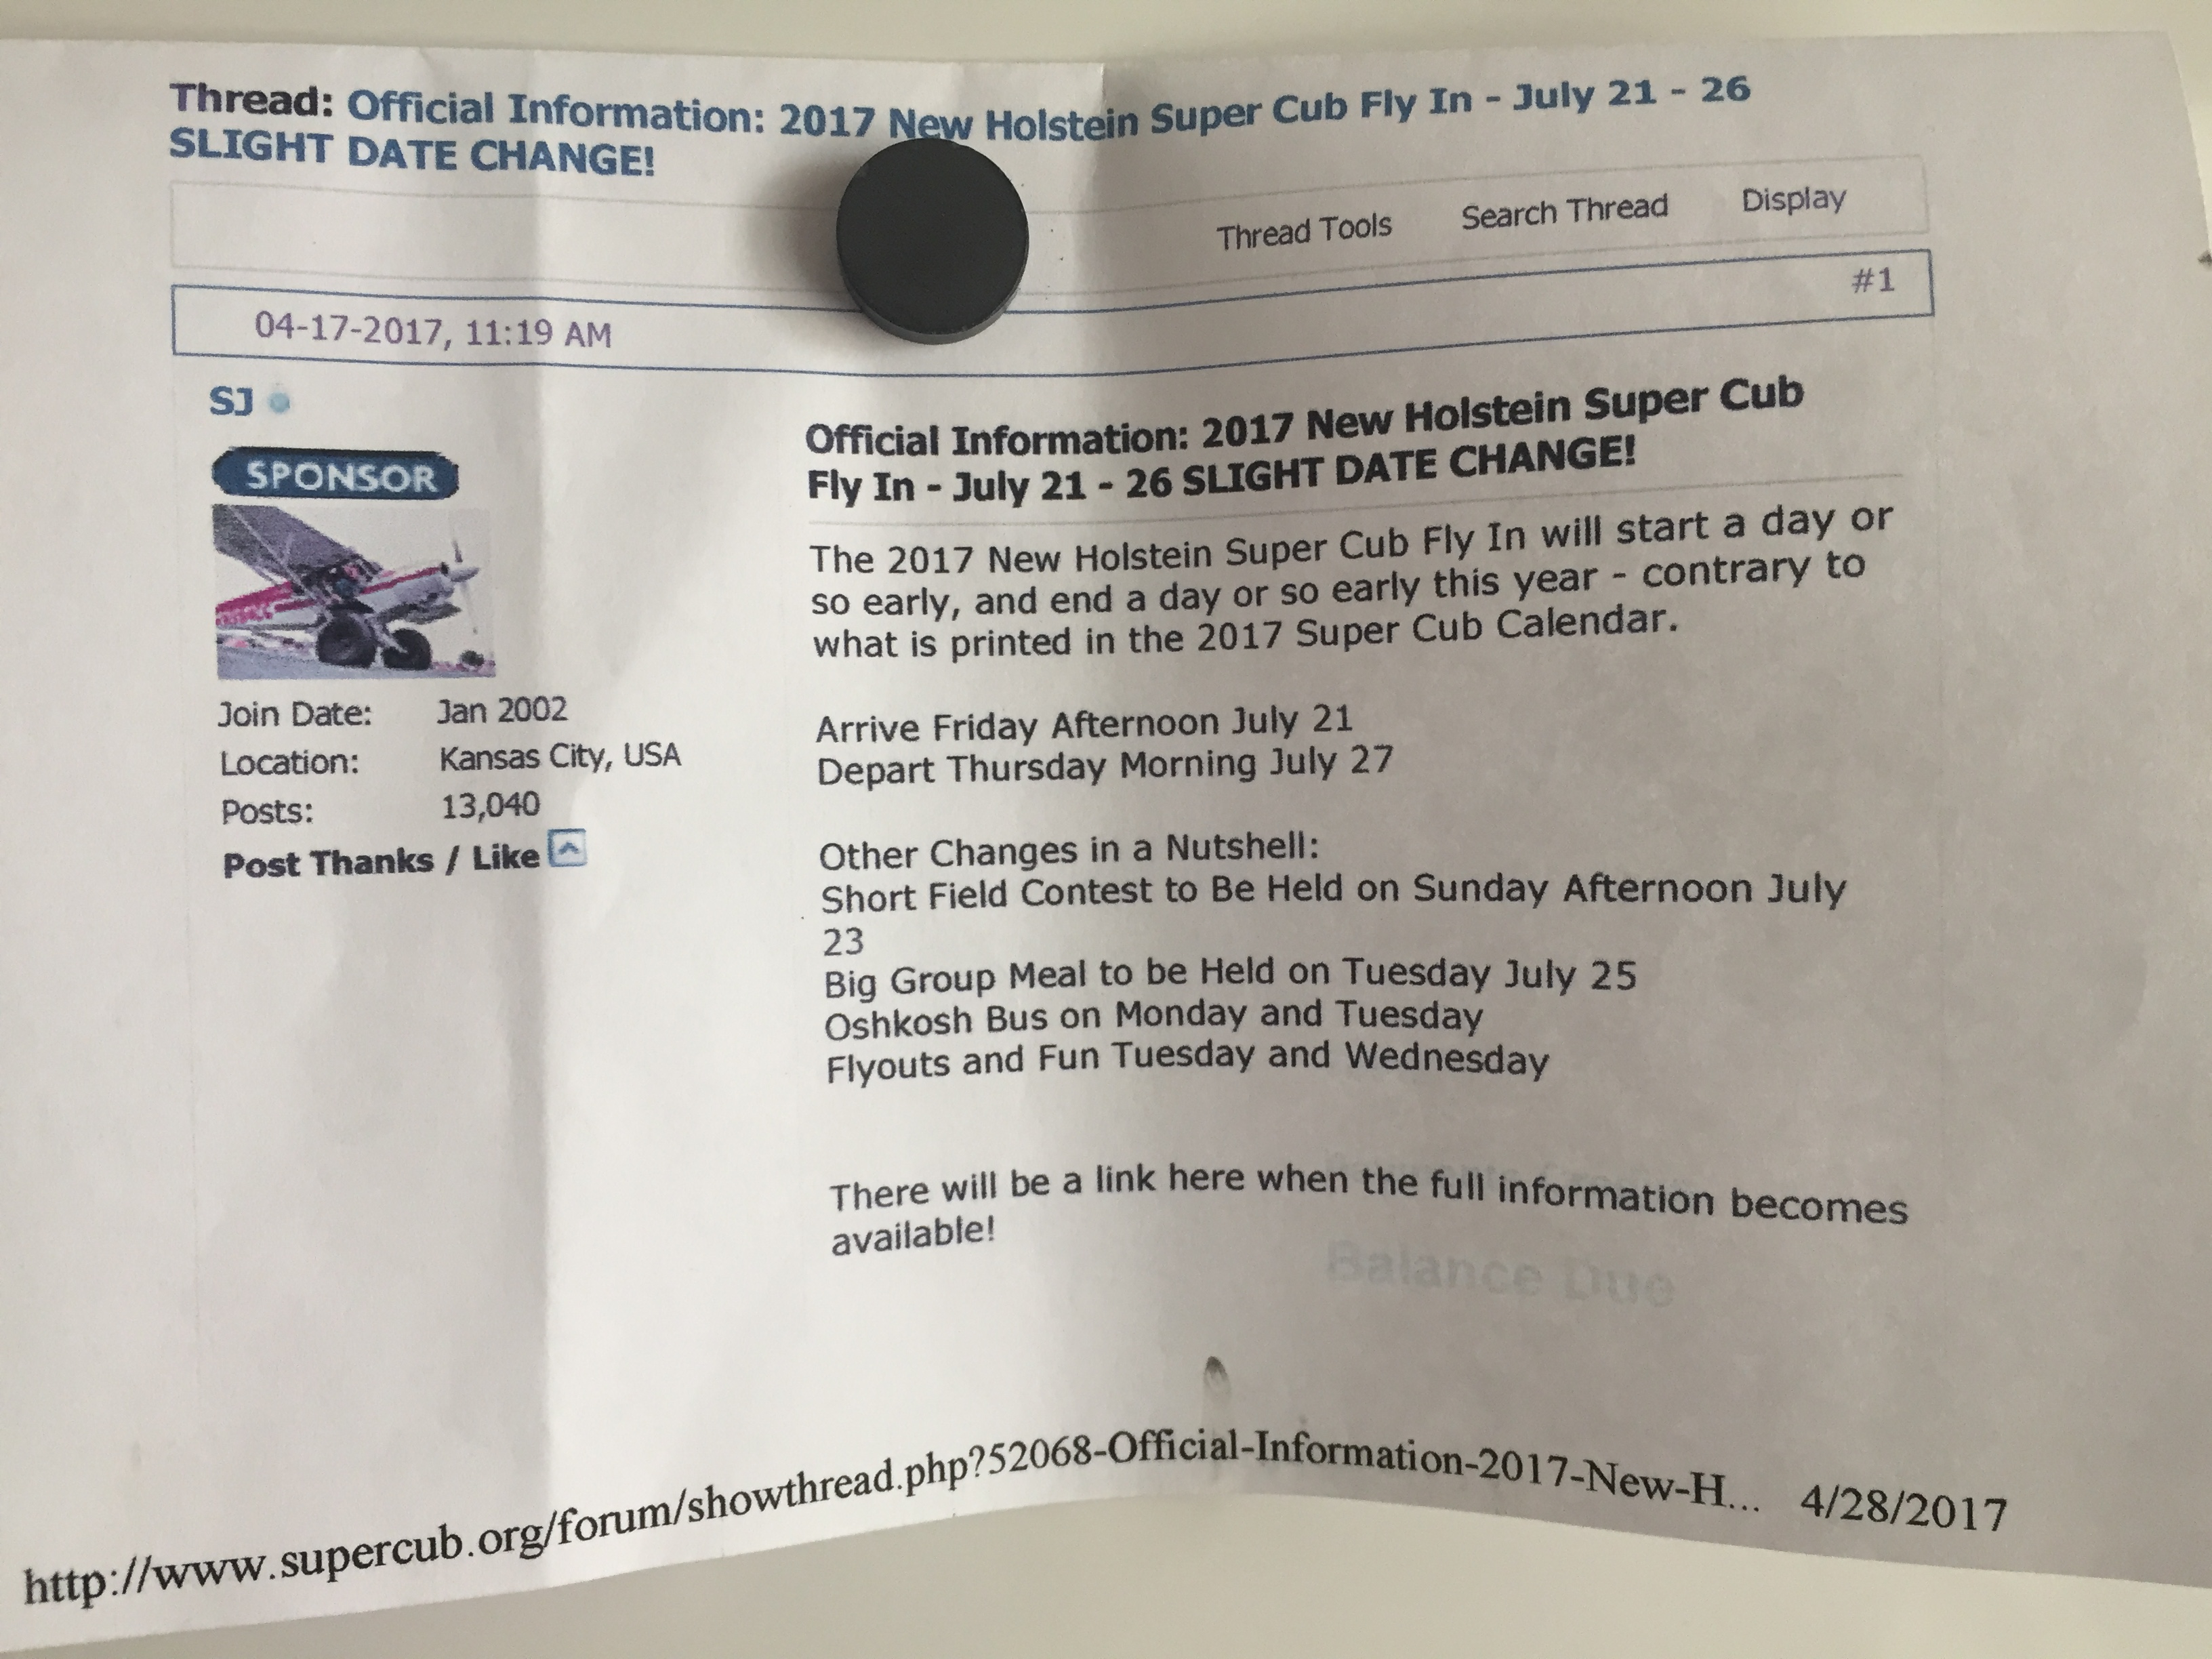 Thread: Official Information: 2017 New Holstein Super Cub Fly In - July 21 - 26
SLIGHT DATE CHANGE!
Thread Tools Search Thread Display
#1
04-17-2017, 11:19 AM
SJ
SPONSOR
Join Date: Jan 2002
Location: Kansas City, USA
Posts: 13,040
Post Thanks / Like
Official Information: 2017 New Holstein Super Cub
Fly In - July 21 - 26 SLIGHT DATE CHANGE!
The 2017 New Holstein Super Cub Fly In will start a day or
so early, and end a day or so early this year - contrary to
what is printed in the 2017 Super Cub Calendar.
Arrive Friday Afternoon July 21
Depart Thursday Morning July 27
Other Changes in a Nutshell:
Short Field Contest to Be Held on Sunday Afternoon July
23
Big Group Meal to be Held on Tuesday July 25
Oshkosh Bus on Monday and Tuesday
Flyouts and Fun Tuesday and Wednesday
There will be a link here when the full information becomes
available!
Balance Due
http://www.supercub.org/forum/showthread.php?52068-Official-Information-2017-New-H... 4/28/2017